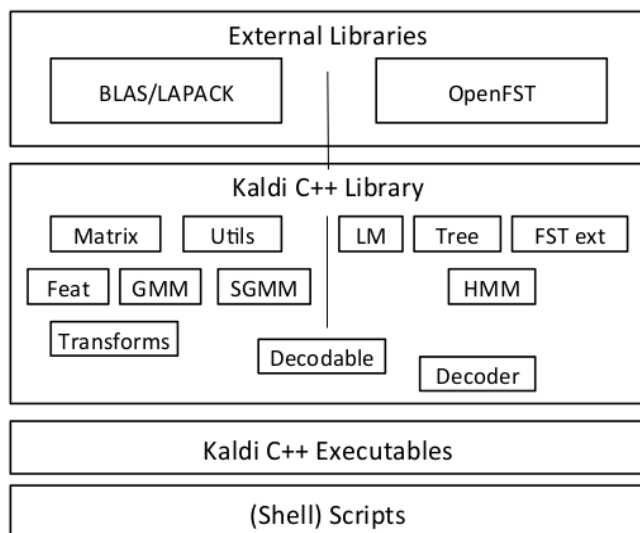 External Libraries
BLAS/LAPACK OpenFST
Kaldi C++ Library
Matrix Utils LM Tree FST ext
Feat GMM SGMM HMM
Transforms
Decodable
Decoder
Kaldi C++ Executables
(Shell) Scripts